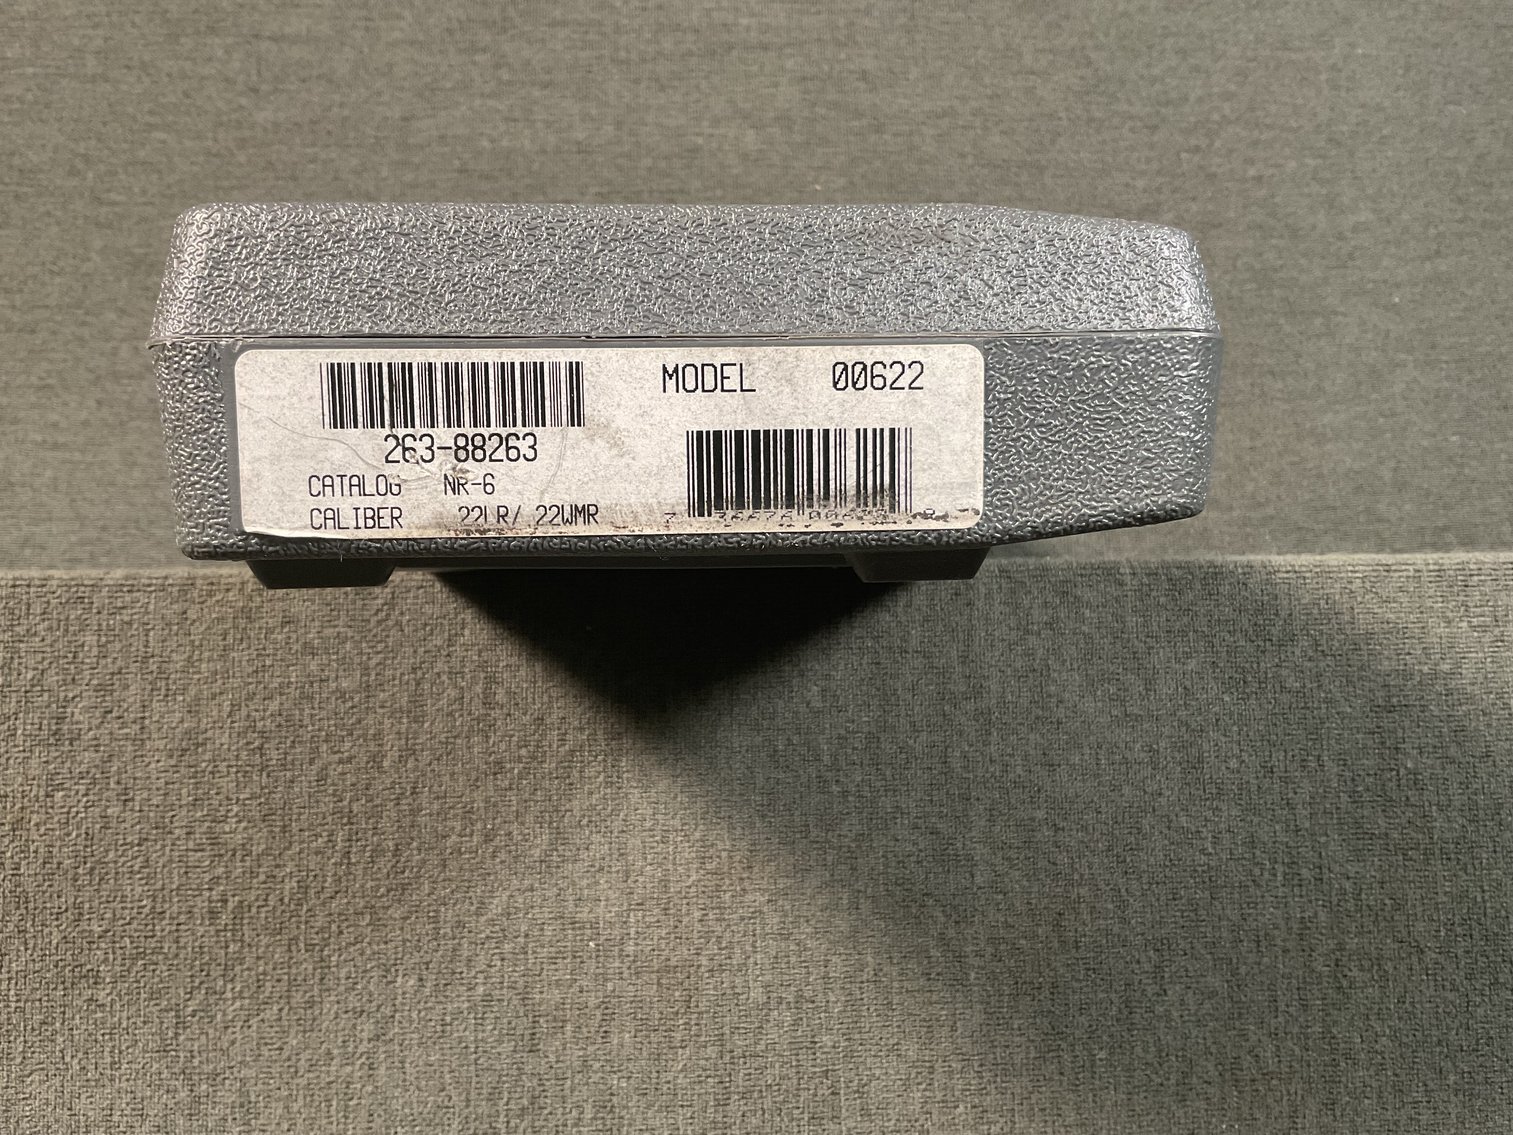 263-88263
CATALOG NR-6
CALIBER 22LR/ 22WMR
MODEL 00622